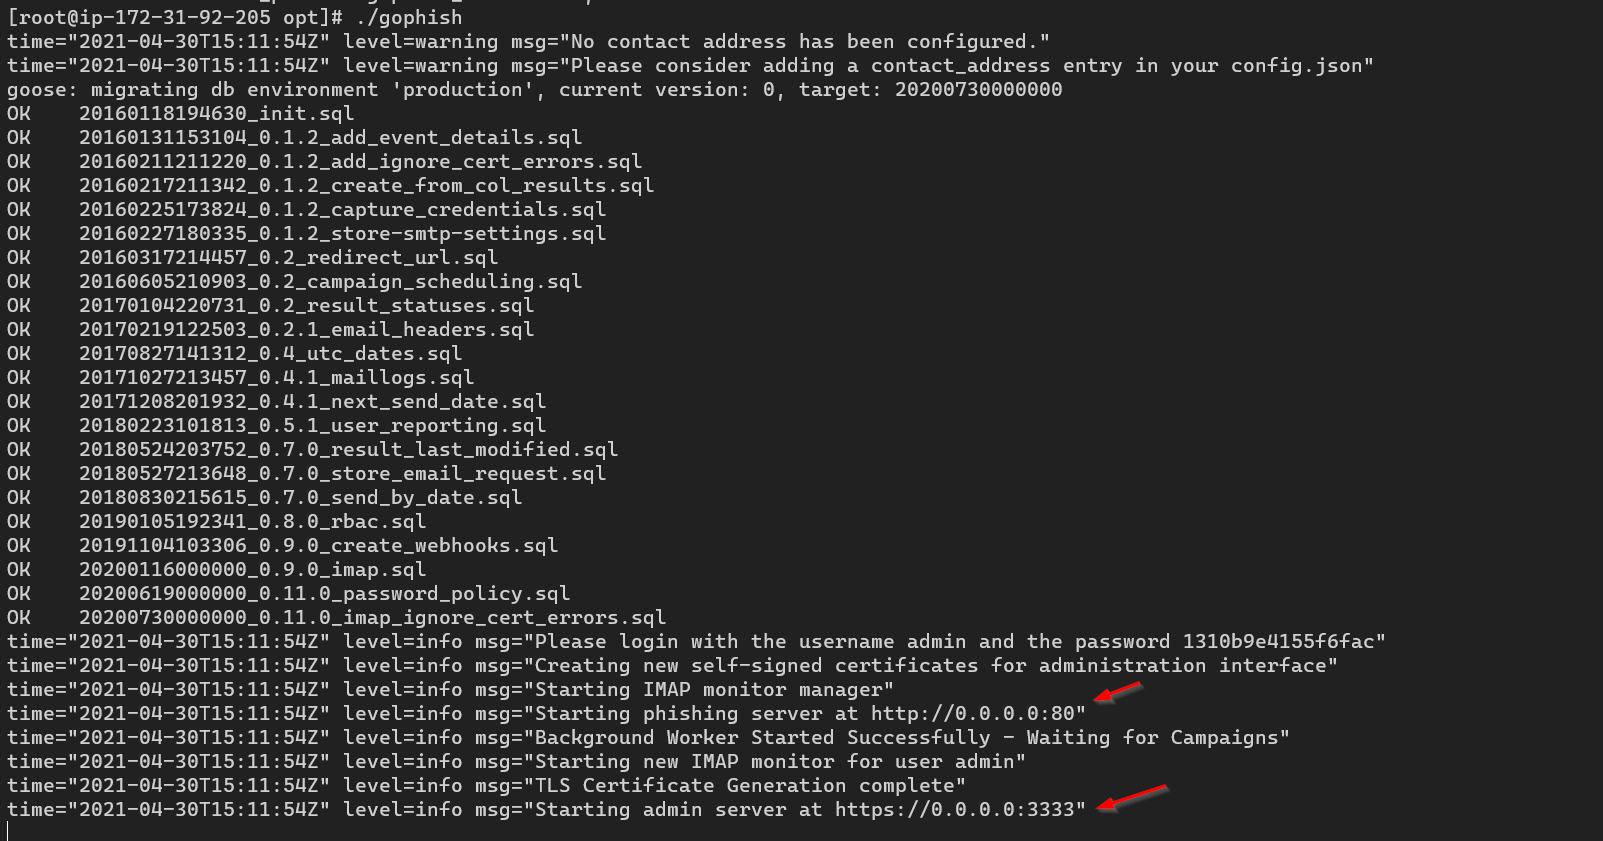 [root@ip-172-31-92-205 opt]# ./gophish
time="2021-04-30T15:11:54Z" level=warning msg="No contact address has been configured."
time="2021-04-30T15:11:54Z" level=warning msg="Please consider adding a contact_address entry in your config.json"
goose: migrating db environment 'production', current version: 0, target: 20200730000000
OK    20160118194630_init.sql
OK    20160131153104_0.1.2_add_event_details.sql
OK    20160211211220_0.1.2_add_ignore_cert_errors.sql
OK    20160217211342_0.1.2_create_from_col_results.sql
OK    20160225173824_0.1.2_capture_credentials.sql
OK    20160227180335_0.1.2_store-smtp-settings.sql
OK    20160317214457_0.2_redirect_url.sql
OK    20160605210903_0.2_campaign_scheduling.sql
OK    20170104220731_0.2_result_statuses.sql
OK    20170219122503_0.2.1_email_headers.sql
OK    20170827141312_0.4_utc_dates.sql
OK    20171027213457_0.4.1_maillogs.sql
OK    20171208201932_0.4.1_next_send_date.sql
OK    20180223101813_0.5.1_user_reporting.sql
OK    20180524203752_0.7.0_result_last_modified.sql
OK    20180527213648_0.7.0_store_email_request.sql
OK    20180830215615_0.7.0_send_by_date.sql
OK    20190105192341_0.8.0_rbac.sql
OK    20191104103306_0.9.0_create_webhooks.sql
OK    20200116000000_0.9.0_imap.sql
OK    20200619000000_0.11.0_password_policy.sql
OK    20200730000000_0.11.0_imap_ignore_cert_errors.sql
time="2021-04-30T15:11:54Z" level=info msg="Please login with the username admin and the password 1310b9e4155f6fac"
time="2021-04-30T15:11:54Z" level=info msg="Creating new self-signed certificates for administration interface"
time="2021-04-30T15:11:54Z" level=info msg="Starting IMAP monitor manager"
time="2021-04-30T15:11:54Z" level=info msg="Starting phishing server at http://0.0.0.0:80"
time="2021-04-30T15:11:54Z" level=info msg="Background Worker Started Successfully - Waiting for Campaigns"
time="2021-04-30T15:11:54Z" level=info msg="Starting new IMAP monitor for user admin"
time="2021-04-30T15:11:54Z" level=info msg="TLS Certificate Generation complete"
time="2021-04-30T15:11:54Z" level=info msg="Starting admin server at https://0.0.0.0:3333"